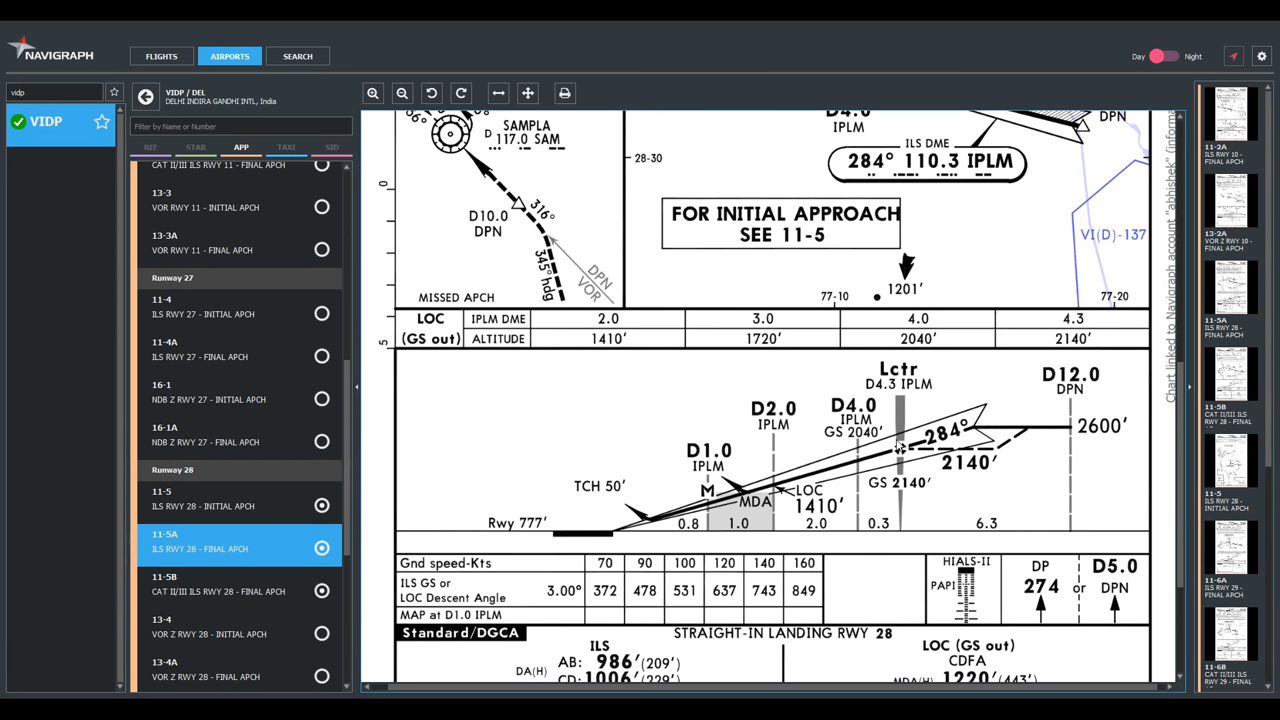 NAVIGRAPH
FLIGHTS
AIRPORTS
SEARCH
Day
Night
vidp
VIDP
VIDP / DEL
DELHI INDIRA GANDHI INTL, India
Filter by Name or Number
REF
STAR
APP
TAXI
SID
CAT II/III ILS RWY 11 - FINAL APCH
13-3
VOR RWY 11 - INITIAL APCH
13-3A
VOR RWY 11 - FINAL APCH
Runway 27
11-4
ILS RWY 27 - INITIAL APCH
11-4A
ILS RWY 27 - FINAL APCH
16-1
NDB Z RWY 27 - INITIAL APCH
16-1A
NDB Z RWY 27 - FINAL APCH
Runway 28
11-5
ILS RWY 28 - INITIAL APCH
11-5A
ILS RWY 28 - FINAL APCH
11-5B
CAT II/III ILS RWY 28 - FINAL APCH
13-4
VOR Z RWY 28 - INITIAL APCH
13-4A
VOR Z RWY 28 - FINAL APCH
SAMPLA
D 117.0 SAM
D10.0
DPN
316°
345° hdg
DPN
VOR
MISSED APCH
28-30
D4.0
IPLM
DPN
ILS DME
284° 110.3 IPLM
FOR INITIAL APPROACH
SEE 11-5
VI(D)-137
1201'
77-10
77-20
0
5
LOC
(GS out)
IPLM DME 2.0 3.0 4.0 4.3
ALTITUDE 1410' 1720' 2040' 2140'
Lctr
D4.3 IPLM
D12.0
DPN
D4.0
IPLM
GS 2040'
D2.0
IPLM
D1.0
IPLM
284°
2600'
2140'
GS 2140'
TCH 50'
M
MDA
LOC
1410'
Rwy 777'
0.8 1.0 2.0 0.3 6.3
Gnd speed-Kts 70 90 100 120 140 160
ILS GS or
LOC Descent Angle 3.00° 372 478 531 637 743 849
MAP at D1.0 IPLM
HIALS-II
PAPI
DP
274 or
D5.0
DPN
Standard/DGCA
STRAIGHT-IN LANDING RWY 28
ILS
LOC (GS out)
CDFA
DA(H)
AB: 986'(209')
CD: 1006'(229')
MDA(H) 1220'(443')
Chart linked to Navigraph account "abhishek" (informa
11-2A
ILS RWY 10 -
FINAL APCH
13-2A
VOR Z RWY 10 -
FINAL APCH
11-5A
ILS RWY 28 -
FINAL APCH
11-5B
CAT II/III ILS
RWY 28 - FINAL
11-5
ILS RWY 28 -
INITIAL APCH
11-6A
ILS RWY 29 -
FINAL APCH
11-6B
CAT II/III ILS
RWY 29 - FINAL